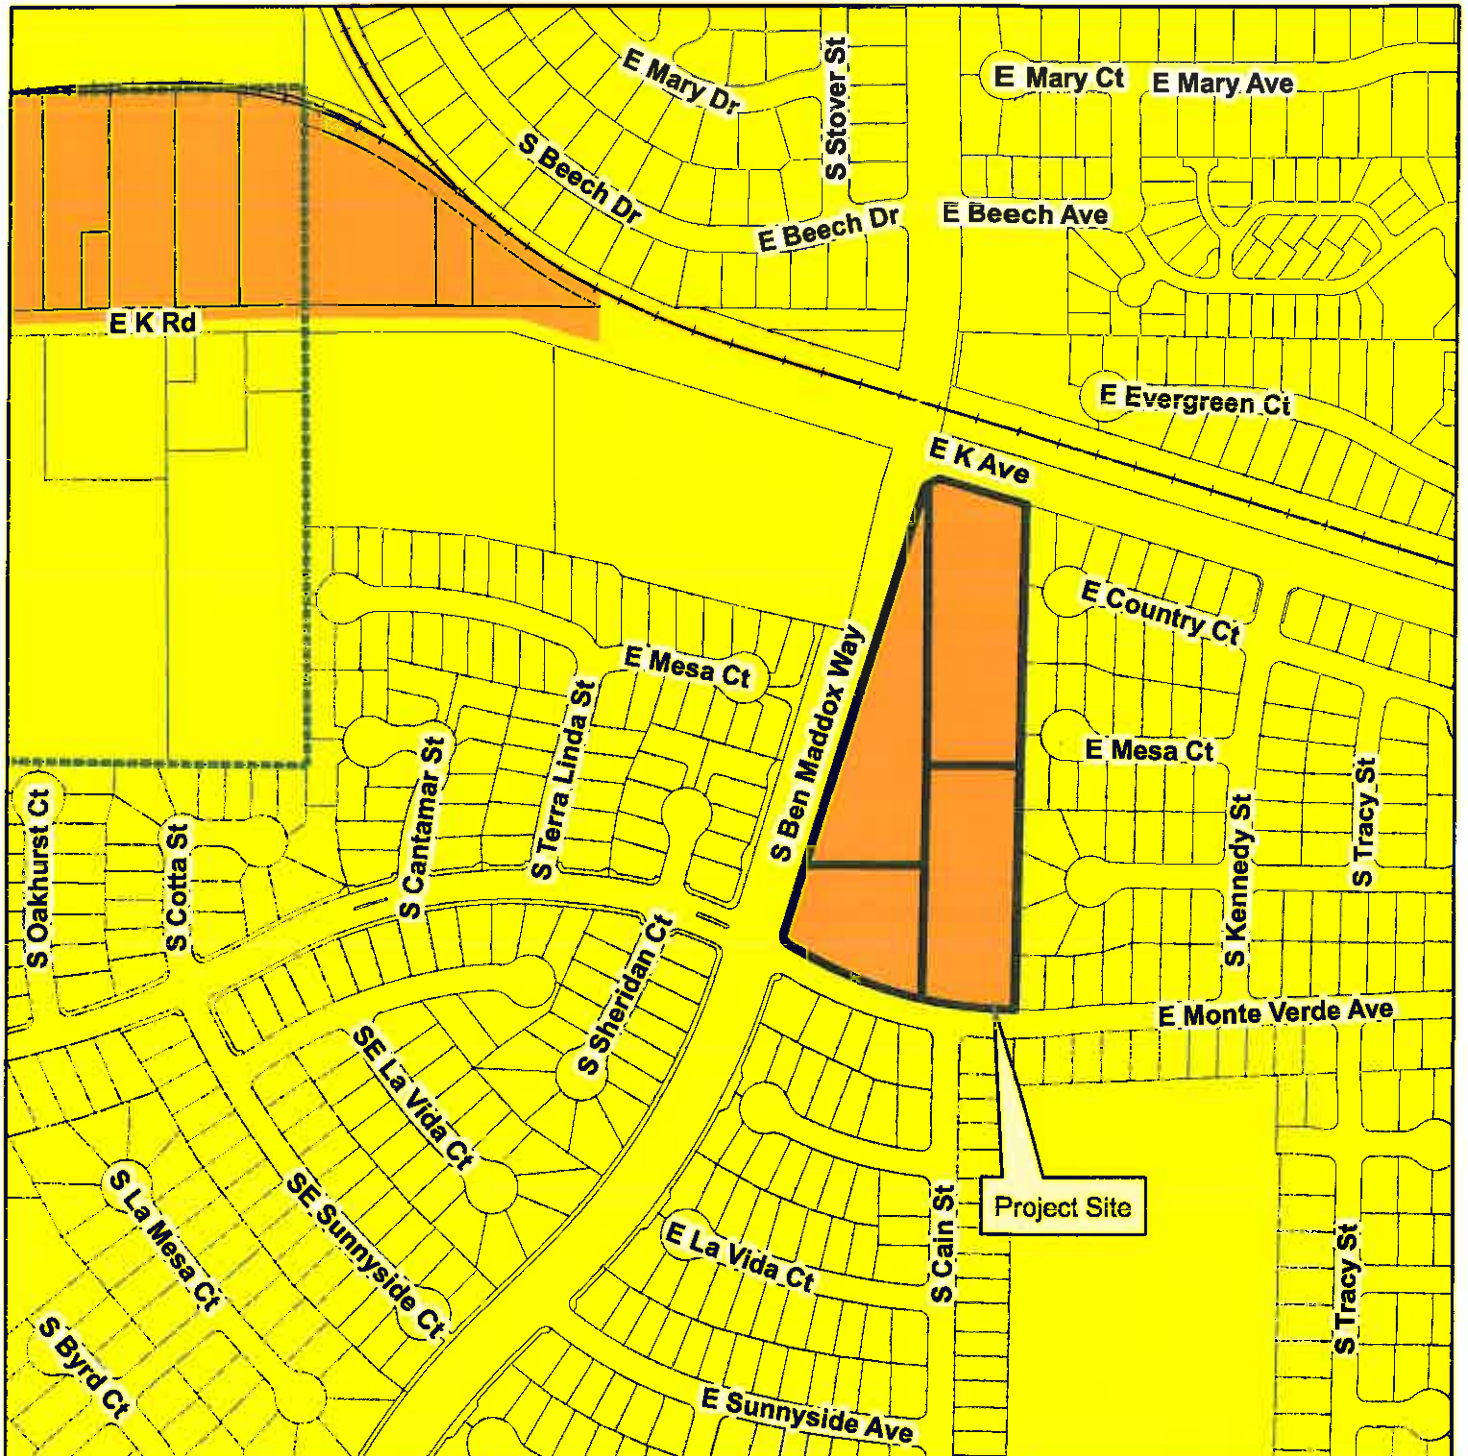 E Mary Dr
S Stover St
E Mary Ct
E Mary Ave
S Beech Dr
E Beech Dr
E Beech Ave
E K Rd
E Evergreen Ct
E K Ave
E Country Ct
E Mesa Ct
S Ben Maddox Way
E Mesa Ct
S Terra Linda St
S Cantamar St
S Oakhurst Ct
S Cotta St
S Kennedy St
S Tracy St
S Sheridan Ct
E Monte Verde Ave
SE La Vida Ct
Project Site
S La Mesa Ct
SE Sunnyside Ct
E La Vida Ct
S Cain St
S Tracy St
S Byrd Ct
E Sunnyside Ave